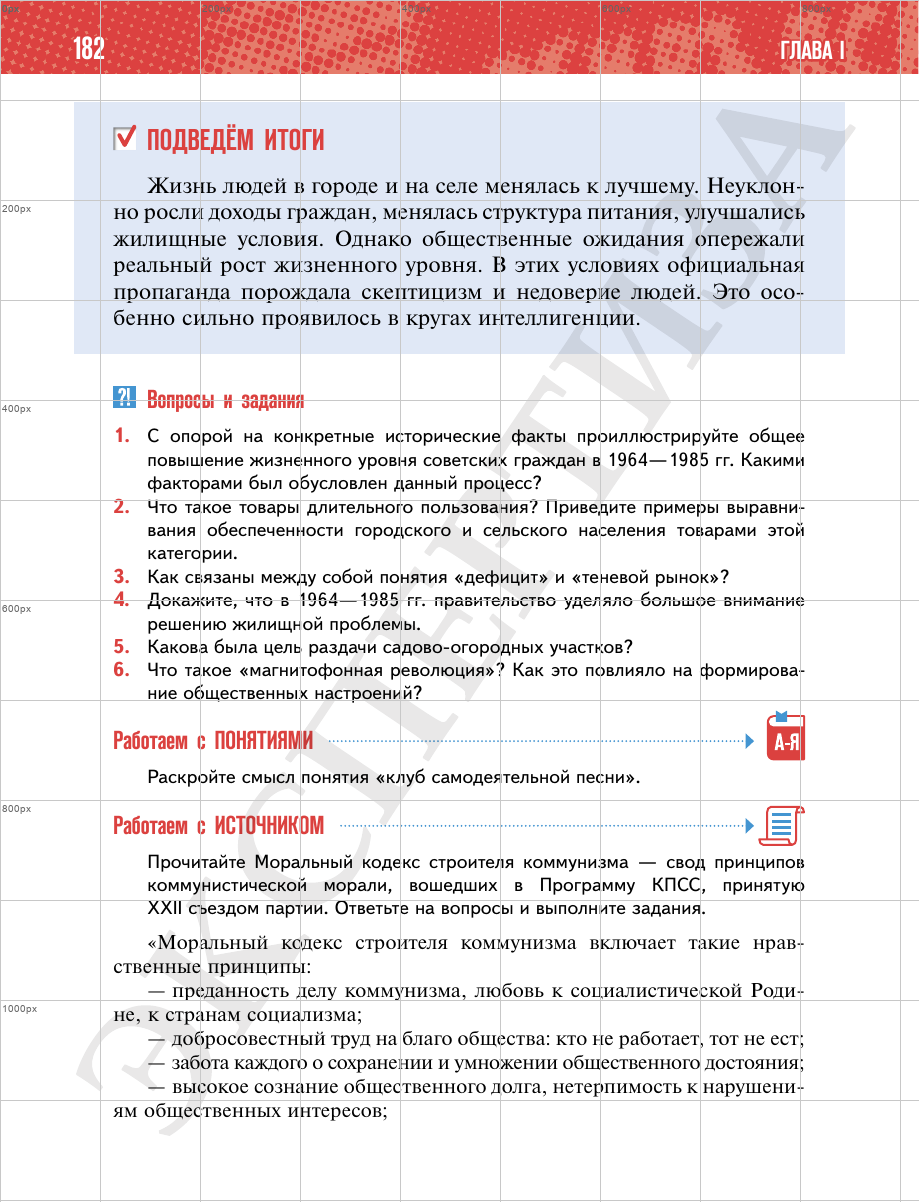 182
ГЛАВА I
ПОДВЕДЁМ ИТОГИ
Жизнь людей в городе и на селе менялась к лучшему. Неуклон-
но росли доходы граждан, менялась структура питания, улучшались
жилищные условия. Однако общественные ожидания опережали
реальный рост жизненного уровня. В этих условиях официальная
пропаганда порождала скептицизм и недоверие людей. Это осо-
бенно сильно проявилось в кругах интеллигенции.
?! Вопросы и задания
1. С опорой на конкретные исторические факты проиллюстрируйте общее
повышение жизненного уровня советских граждан в 1964—1985 гг. Какими
факторами был обусловлен данный процесс?
2. Что такое товары длительного пользования? Приведите примеры выравни-
вания обеспеченности городского и сельского населения товарами этой
категории.
3. Как связаны между собой понятия «дефицит» и «теневой рынок»?
4. Докажите, что в 1964—1985 гг. правительство уделяло большое внимание
решению жилищной проблемы.
5. Какова была цель раздачи садово-огородных участков?
6. Что такое «магнитофонная революция»? Как это повлияло на формирова-
ние общественных настроений?
Работаем с ПОНЯТИЯМИ
А-Я
Раскройте смысл понятия «клуб самодеятельной песни».
Работаем с ИСТОЧНИКОМ
Прочитайте Моральный кодекс строителя коммунизма — свод принципов
коммунистической морали, вошедших в Программу КПСС, принятую
XXII съездом партии. Ответьте на вопросы и выполните задания.
«Моральный кодекс строителя коммунизма включает такие нрав-
ственные принципы:
— преданность делу коммунизма, любовь к социалистической Роди-
не, к странам социализма;
— добросовестный труд на благо общества: кто не работает, тот не ест;
— забота каждого о сохранении и умножении общественного достояния;
— высокое сознание общественного долга, нетерпимость к нарушени-
ям общественных интересов;
ЭКСПЕРТИЗА
200px
400px
600px
800px
1000px